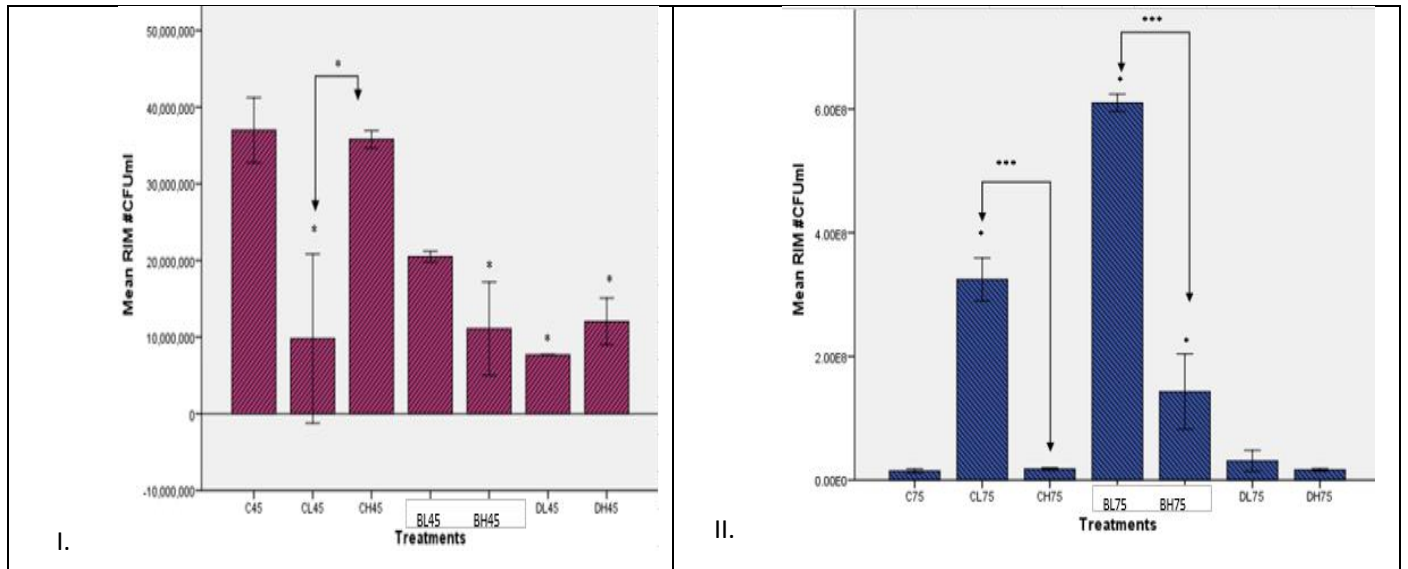 50,000,000
40,000,000
30,000,000
20,000,000
10,000,000
0
-10,000,000
Mean RIM #CFUml
*
*
*
*
*
C45
CL45
CH45
BL45
BH45
DL45
DH45
Treatments
I.
6.00E8
4.00E8
2.00E8
0.00E0
Mean RIM #CFUml
***
***
*
*
*
C75
CL75
CH75
BL75
BH75
DL75
DH75
Treatments
II.